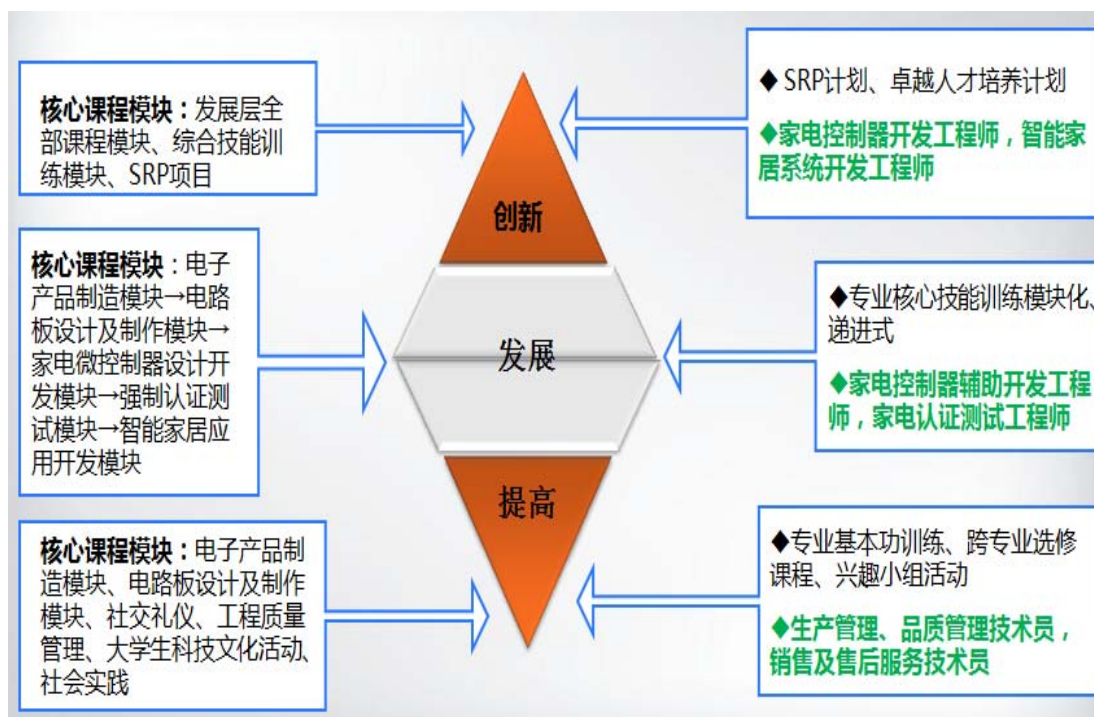 核心课程模块：发展层全
部课程模块、综合技能训
练模块、SRP项目
◆ SRP计划、卓越人才培养计划
◆家电控制器开发工程师，智能家
居系统开发工程师
创新
核心课程模块：电子
产品制造模块→电路
板设计及制作模块→
家电微控制器设计开
发模块→强制认证测
试模块→智能家居应
用开发模块
发展
◆专业核心技能训练模块化、
递进式
◆家电控制器辅助开发工程
师，家电认证测试工程师
提高
核心课程模块：电子产品制
造模块、电路板设计及制作
模块、社交礼仪、工程质量
管理、大学生科技文化活动、
社会实践
◆专业基本功训练、跨专业选修
课程、兴趣小组活动
◆生产管理、品质管理技术员，
销售及售后服务技术员